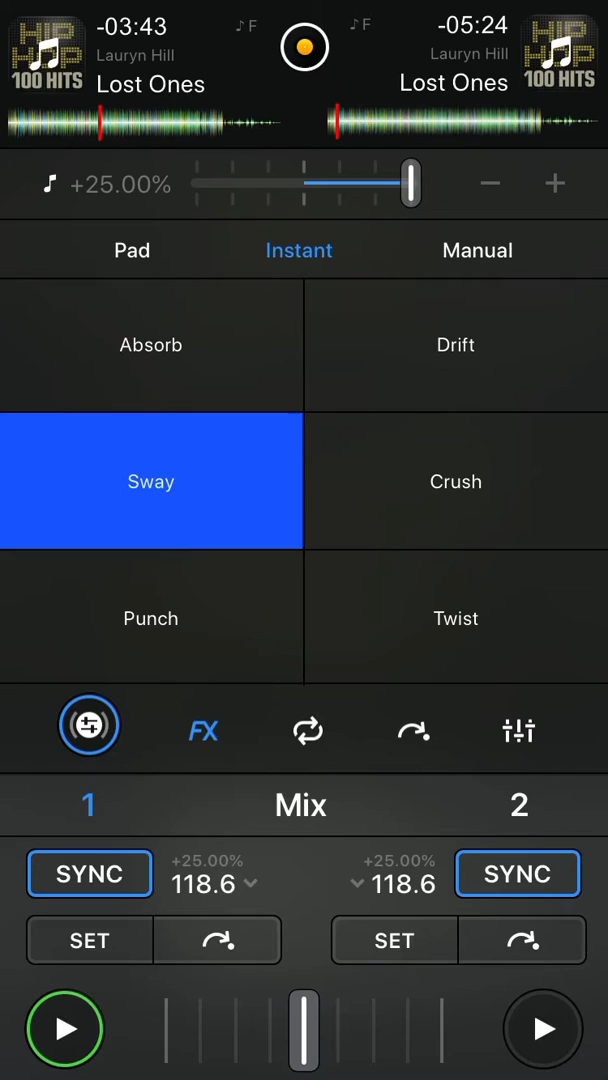 HIP
HOP
100 HITS
-03:43
F
Lauryn Hill
Lost Ones
F
-05:24
Lauryn Hill
Lost Ones
HIP
HOP
100 HITS
+25.00%
Pad Instant Manual
Absorb Drift
Sway Crush
Punch Twist
FX
1 Mix 2
SYNC +25.00% 118.6
+25.00% 118.6 SYNC
SET SET